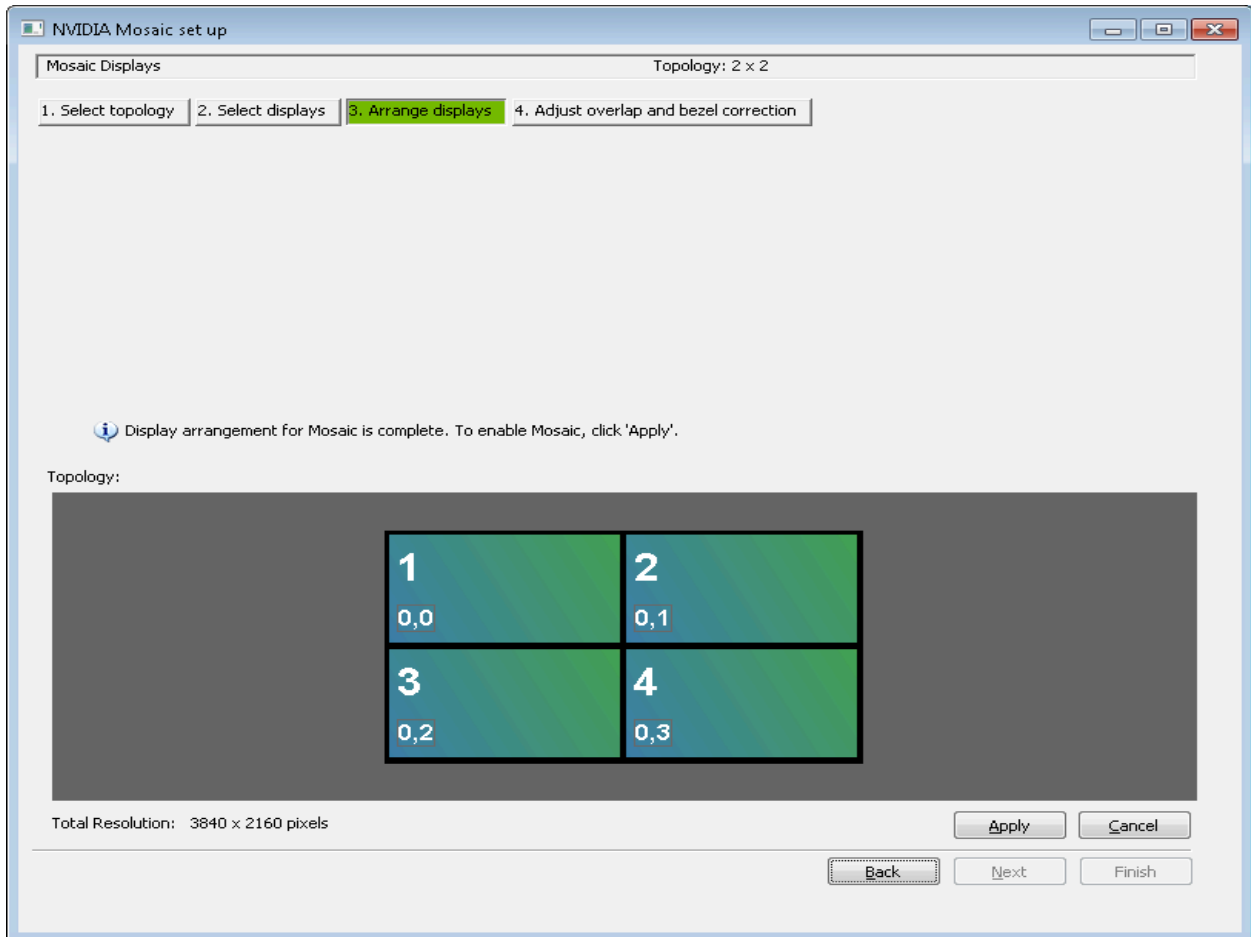 NVIDIA Mosaic set up
Mosaic Displays Topology: 2 x 2
1. Select topology 2. Select displays 3. Arrange displays 4. Adjust overlap and bezel correction
Display arrangement for Mosaic is complete. To enable Mosaic, click 'Apply'.
Topology:
1 2
0,0 0,1
3 4
0,2 0,3
Total Resolution: 3840 x 2160 pixels Apply Cancel
Back Next Finish